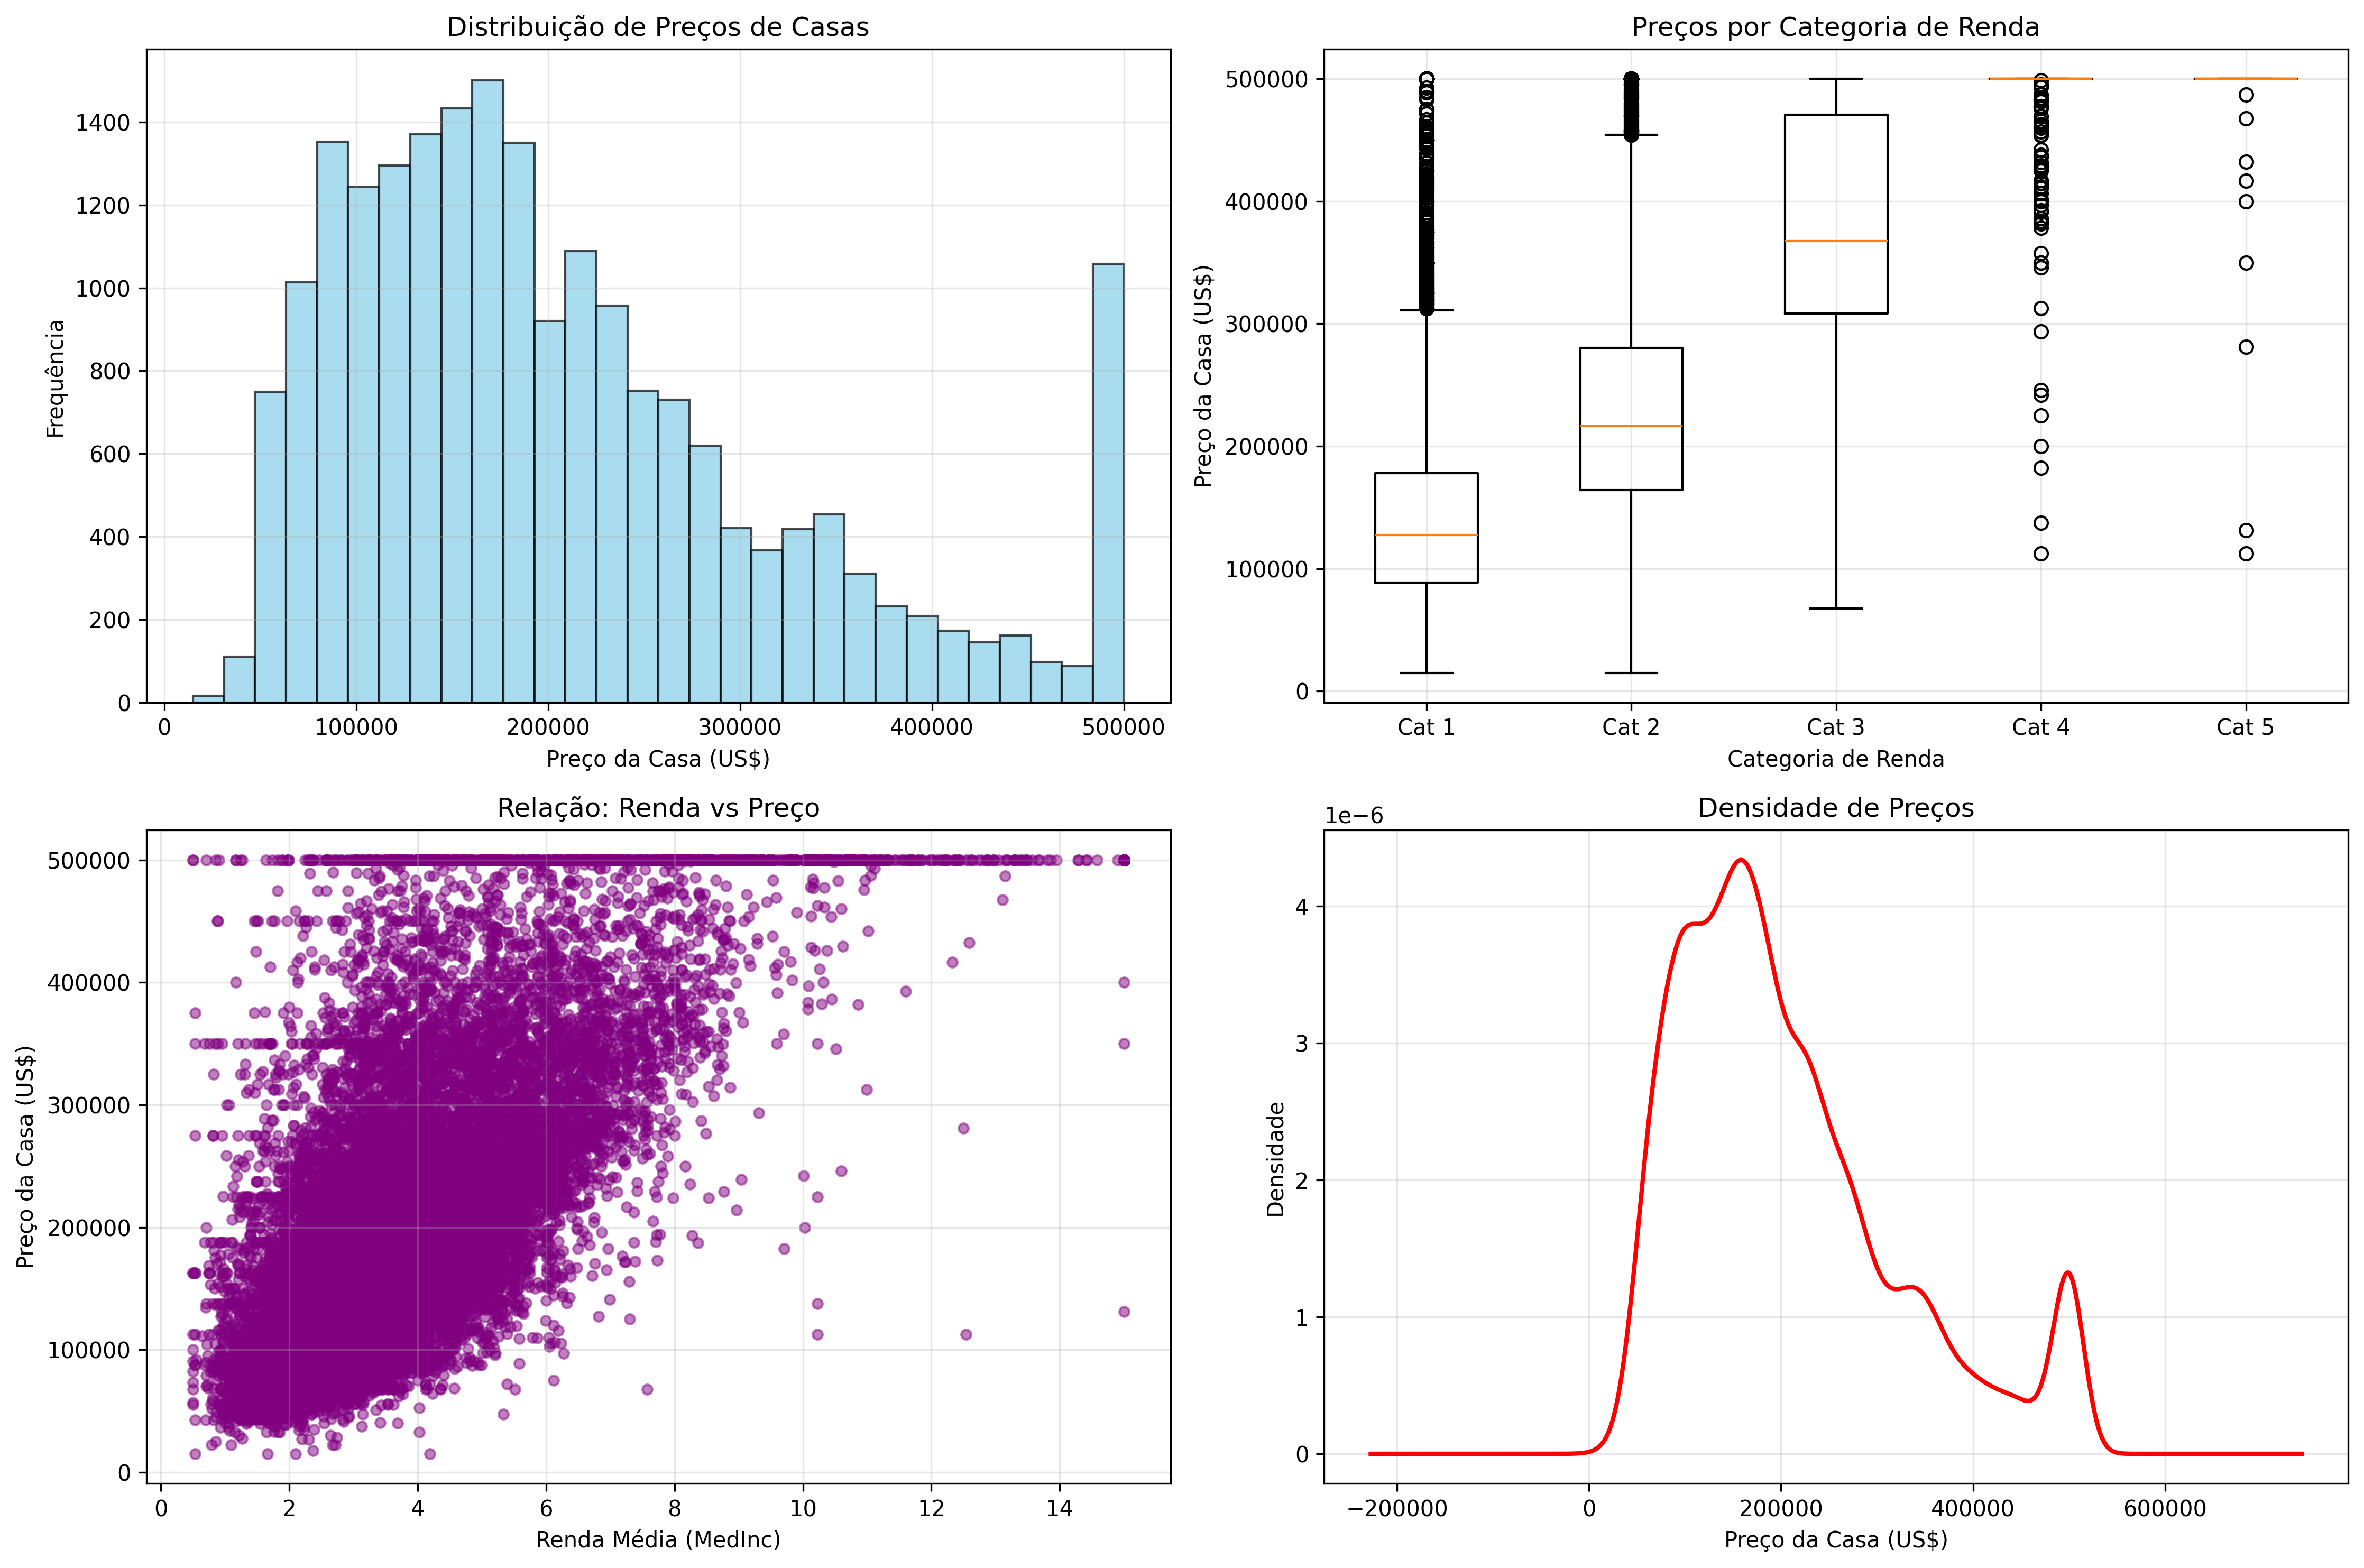 Distribuição de Preços de Casas
Frequência
1400
1200
1000
800
600
400
200
0
0 100000 200000 300000 400000 500000
Preço da Casa (US$)
Preços por Categoria de Renda
Preço da Casa (US$)
500000
400000
300000
200000
100000
0
Cat 1 Cat 2 Cat 3 Cat 4 Cat 5
Categoria de Renda
Relação: Renda vs Preço
Preço da Casa (US$)
500000
400000
300000
200000
100000
0
0 2 4 6 8 10 12 14
Renda Média (MedInc)
Densidade de Preços
1e−6
Densidade
4
3
2
1
0
−200000 0 200000 400000 600000
Preço da Casa (US$)